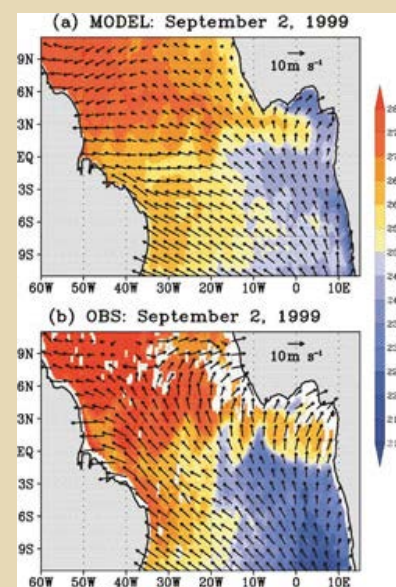 (a) MODEL: September 2, 1999
10m s⁻¹
9N
6N
3N
EQ
3S
6S
9S
60W 50W 40W 30W 20W 10W 0 10E
(b) OBS: September 2, 1999
10m s⁻¹
9N
6N
3N
EQ
3S
6S
9S
60W 50W 40W 30W 20W 10W 0 10E